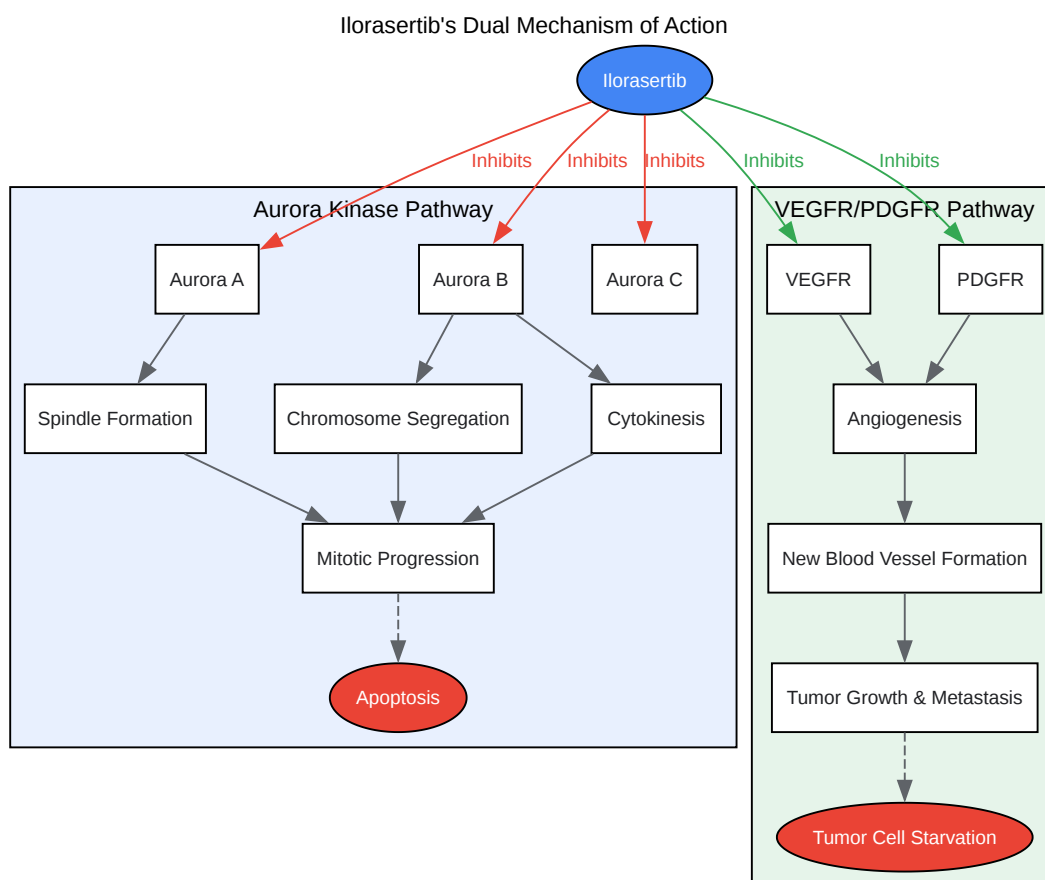 Ilorasertib's Dual Mechanism of Action
Ilorasertib
Inhibits
Inhibits
Inhibits
Inhibits
Inhibits
Aurora Kinase Pathway
VEGFR/PDGFR Pathway
Aurora A
Aurora B
Aurora C
VEGFR
PDGFR
Spindle Formation
Chromosome Segregation
Cytokinesis
Angiogenesis
Mitotic Progression
New Blood Vessel Formation
Apoptosis
Tumor Growth & Metastasis
Tumor Cell Starvation